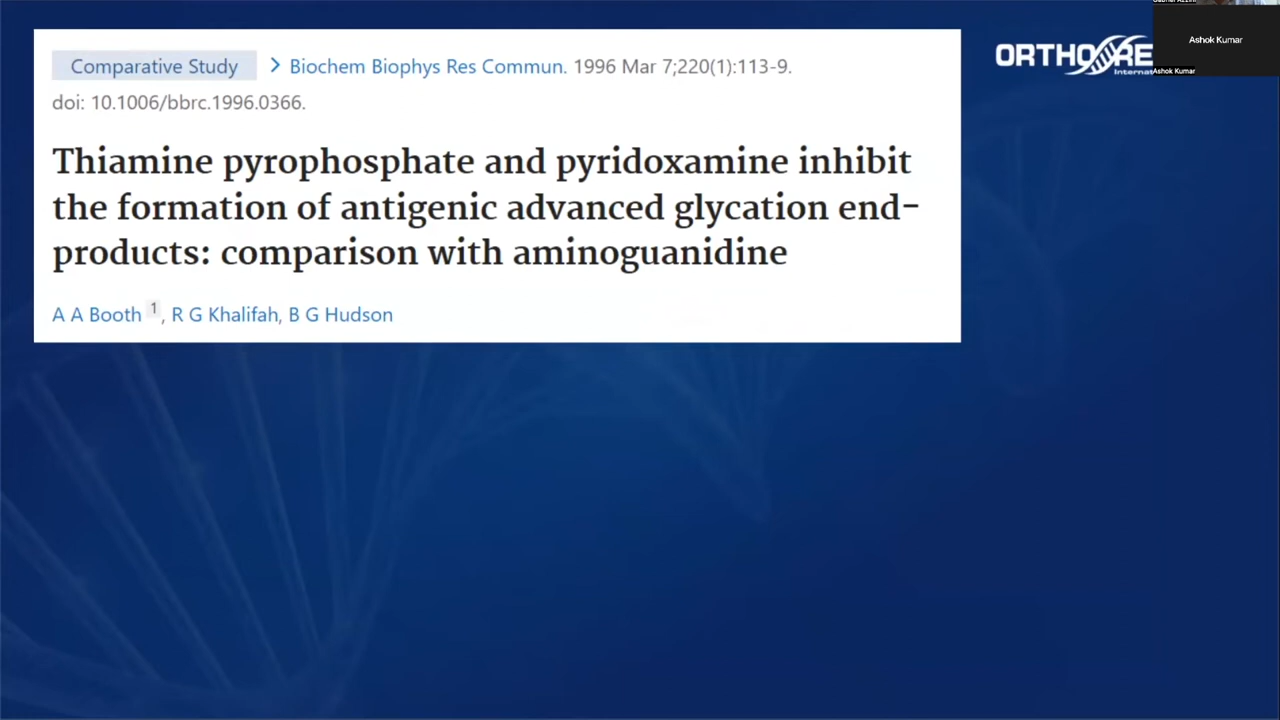 Comparative Study > Biochem Biophys Res Commun. 1996 Mar 7;220(1):113-9.
doi: 10.1006/bbrc.1996.0366.
Thiamine pyrophosphate and pyridoxamine inhibit
the formation of antigenic advanced glycation end-
products: comparison with aminoguanidine
A A Booth 1, R G Khalifah, B G Hudson
ORTHORE
Internat
Ashok Kumar
Ashok Kumar